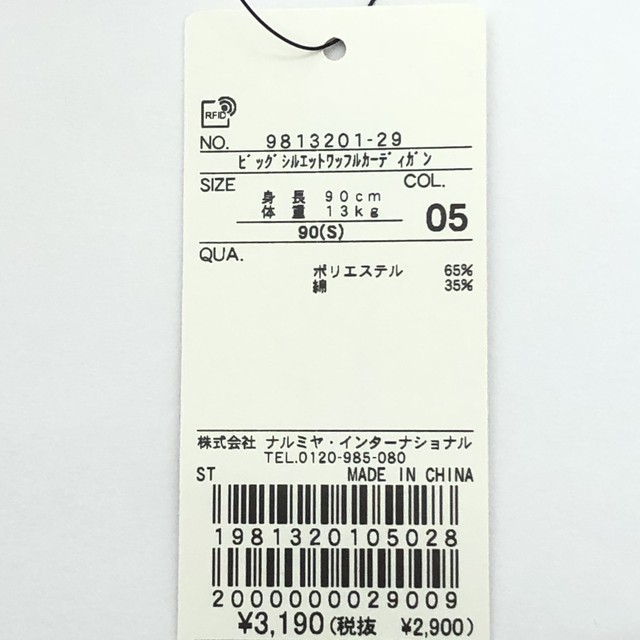 RFID
NO. 9813201-29
ﾋﾞｯｸﾞｼﾙｴｯﾄﾜｯﾌﾙｶｰﾃﾞｨｶﾞﾝ
SIZE COL.
身長 90cm
体重 13kg
05
90(S)
QUA.
ポリエステル 65%
綿 35%
株式会社 ナルミヤ・インターナショナル
TEL.0120-985-080
ST MADE IN CHINA
1981320105028
2000000029009
¥3,190(税抜 ¥2,900)